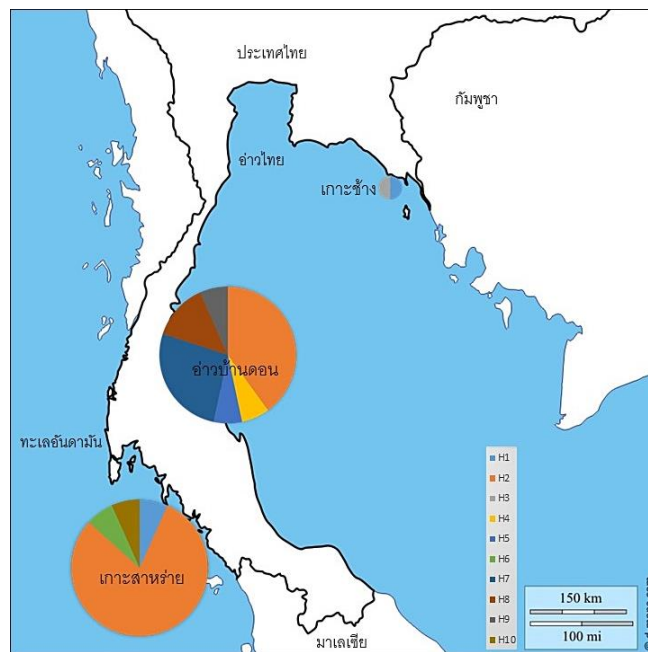 ประเทศไทย
กัมพูชา
อ่าวไทย
เกาะช้าง
อ่าวบ้านดอน
ทะเลอันดามัน
เกาะสาหร่าย
มาเลเซีย
H1
H2
H3
H4
H5
H6
H7
H8
H9
H10
150 km
100 mi